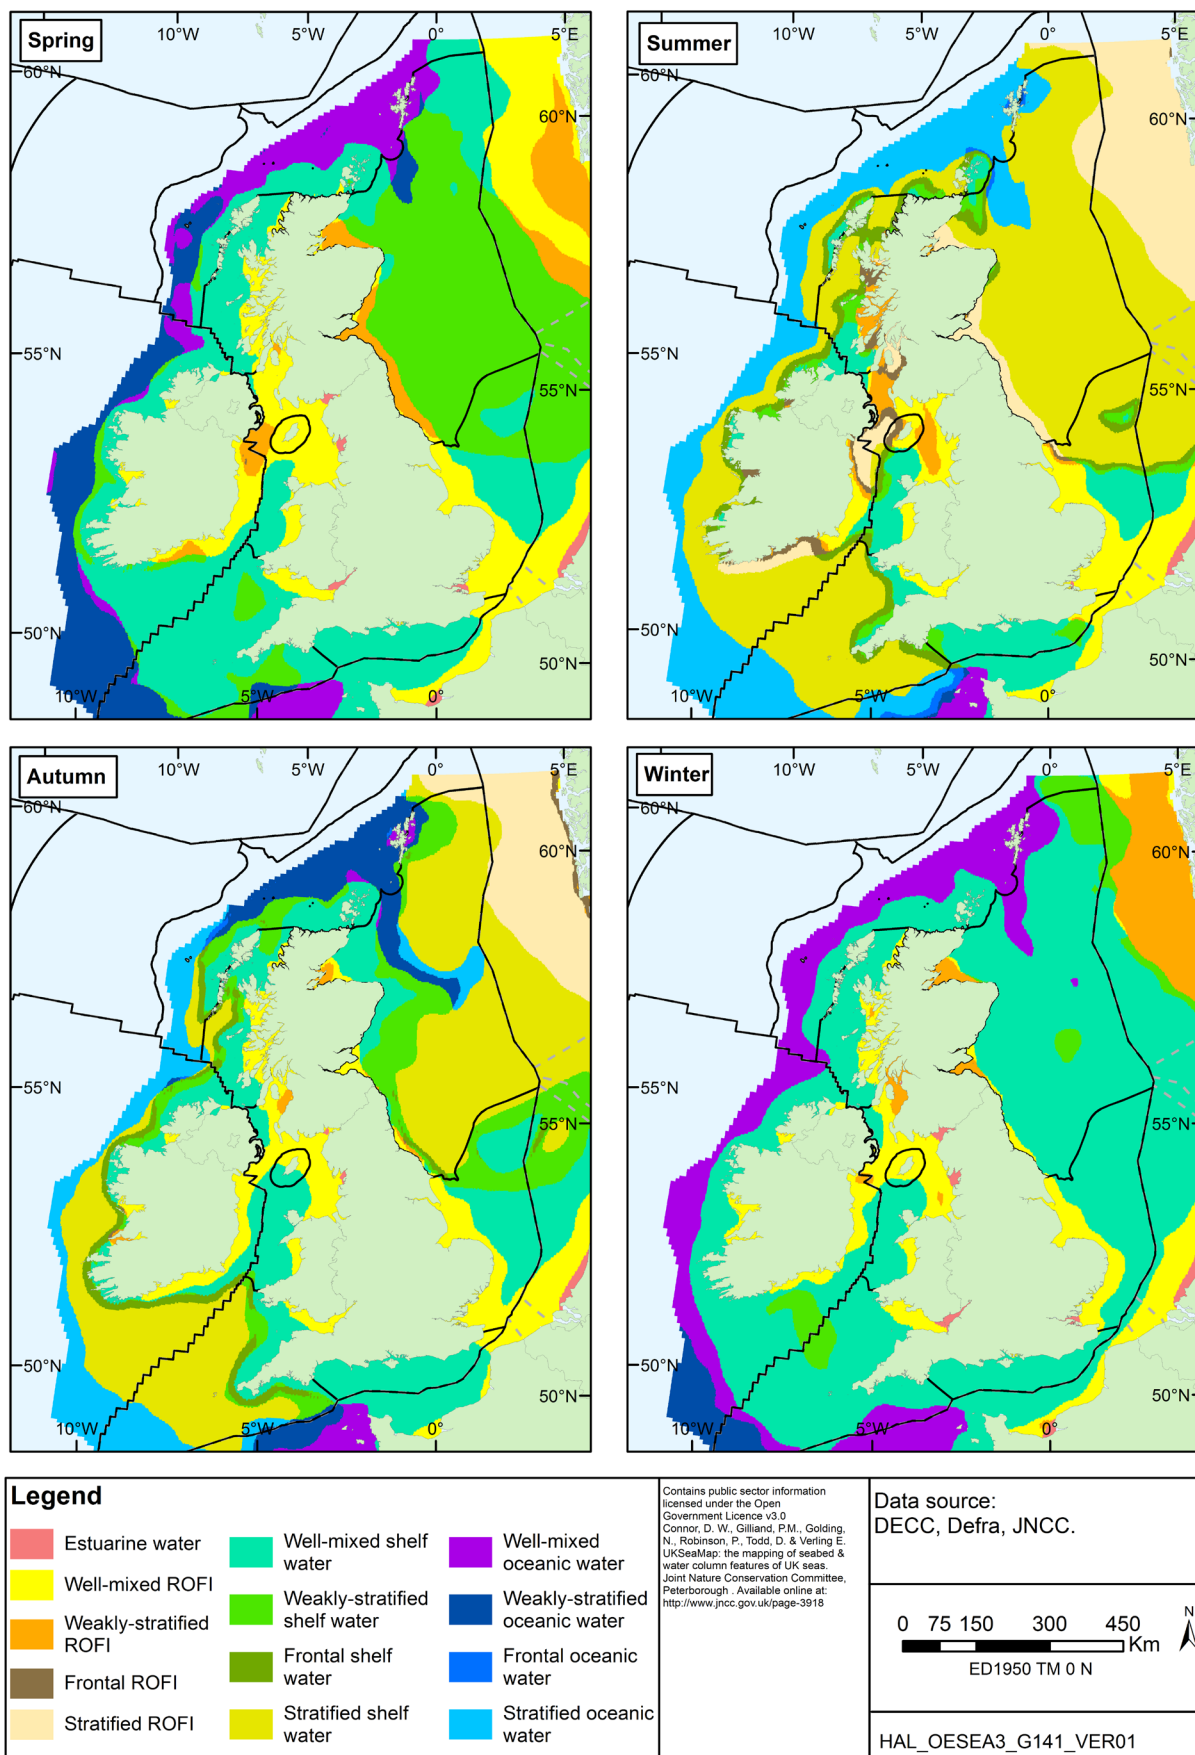 Spring
10°W
5°W
0°
5°E
60°N
60°N
55°N
55°N
50°N
50°N
10°W
5°W
0°
Summer
10°W
5°W
0°
5°E
60°N
60°N
55°N
55°N
50°N
50°N
10°W
5°W
0°
Autumn
10°W
5°W
0°
5°E
60°N
60°N
55°N
55°N
50°N
50°N
10°W
5°W
0°
Winter
10°W
5°W
0°
5°E
60°N
60°N
55°N
55°N
50°N
50°N
10°W
5°W
0°
Legend
Estuarine water
Well-mixed ROFI
Weakly-stratified
ROFI
Frontal ROFI
Stratified ROFI
Well-mixed shelf
water
Weakly-stratified
shelf water
Frontal shelf
water
Stratified shelf
water
Well-mixed
oceanic water
Weakly-stratified
oceanic water
Frontal oceanic
water
Stratified oceanic
water
Contains public sector information
licensed under the Open
Government Licence v3.0
Connor, D. W., Gilliand, P.M., Golding,
N., Robinson, P., Todd, D. & Verling E.
UKSeaMap: the mapping of seabed &
water column features of UK seas.
Joint Nature Conservation Committee,
Peterborough . Available online at:
http://www.jncc.gov.uk/page-3918
Data source:
DECC, Defra, JNCC.
0 75 150 300 450
Km
N
ED1950 TM 0 N
HAL_OESEA3_G141_VER01